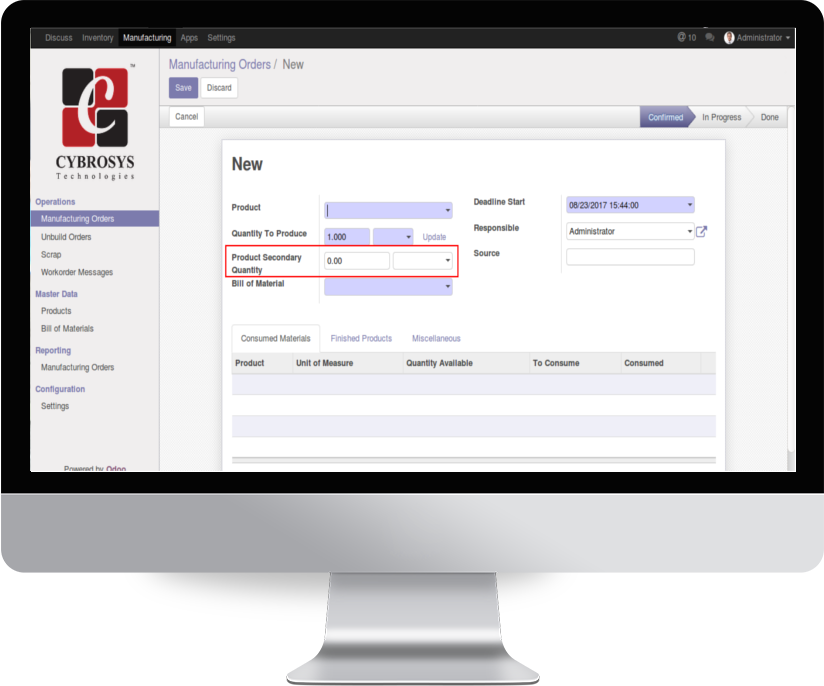 Discuss Inventory Manufacturing Apps Settings @ 10 Administrator
Manufacturing Orders / New
Save Discard
Cancel Confirmed In Progress Done
TM
C
CYBROSYS
Technologies
Operations
Manufacturing Orders
Unbuild Orders
Scrap
Workorder Messages
Master Data
Products
Bill of Materials
Reporting
Manufacturing Orders
Configuration
Settings
Powered by Odoo
New
Product
Quantity To Produce 1.000 Update
Product Secondary
Quantity
0.00
Bill of Material
Deadline Start 08/23/2017 15:44:00
Responsible Administrator
Source
Consumed Materials Finished Products Miscellaneous
Product Unit of Measure Quantity Available To Consume Consumed